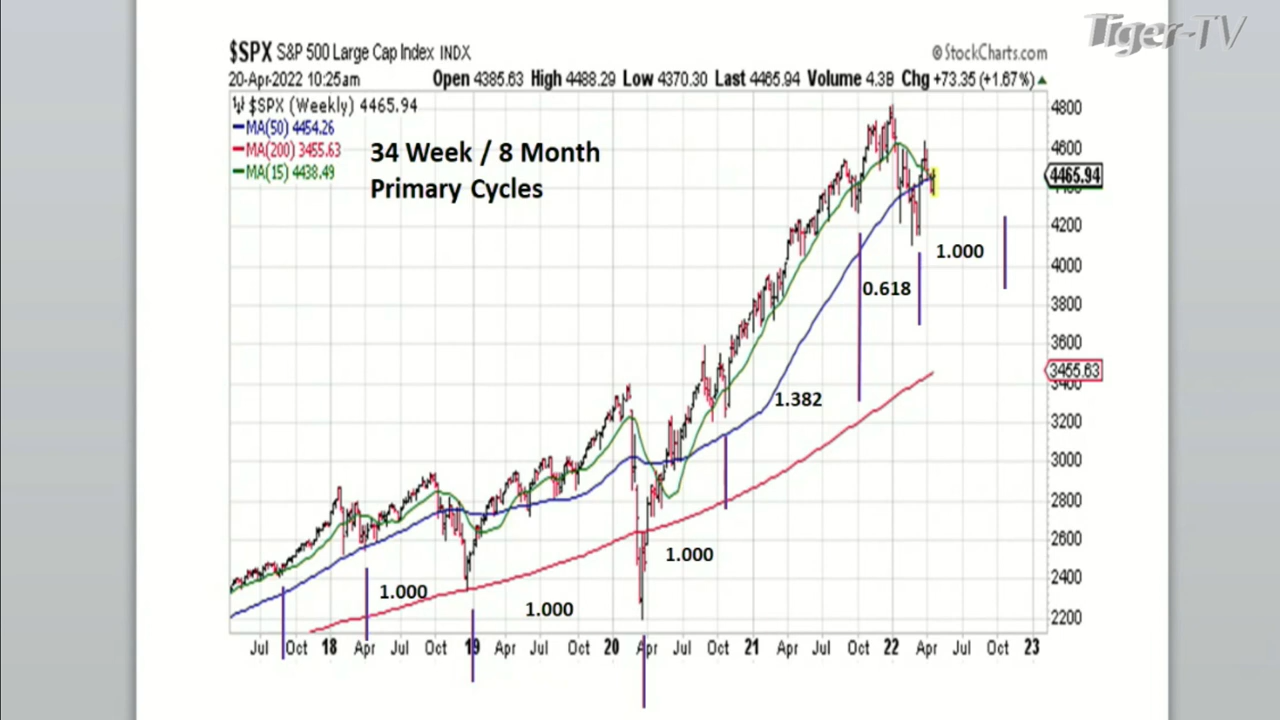 Tiger-TV
$SPX S&P 500 Large Cap Index INDX
© StockCharts.com
20-Apr-2022 10:25am
Open 4385.63 High 4488.29 Low 4370.30 Last 4465.94 Volume 4.3B Chg +73.35 (+1.67%)
$SPX (Weekly) 4465.94
MA(50) 4454.26
MA(200) 3455.63
MA(15) 4438.49
34 Week / 8 Month
Primary Cycles
4800
4600
4465.94
4200
4000
3800
3600
3455.63
3400
3200
3000
2800
2600
2400
2200
1.000
0.618
1.382
1.000
1.000
1.000
Jul Oct 18 Apr Jul Oct 19 Apr Jul Oct 20 Apr Jul Oct 21 Apr Jul Oct 22 Apr Jul Oct 23